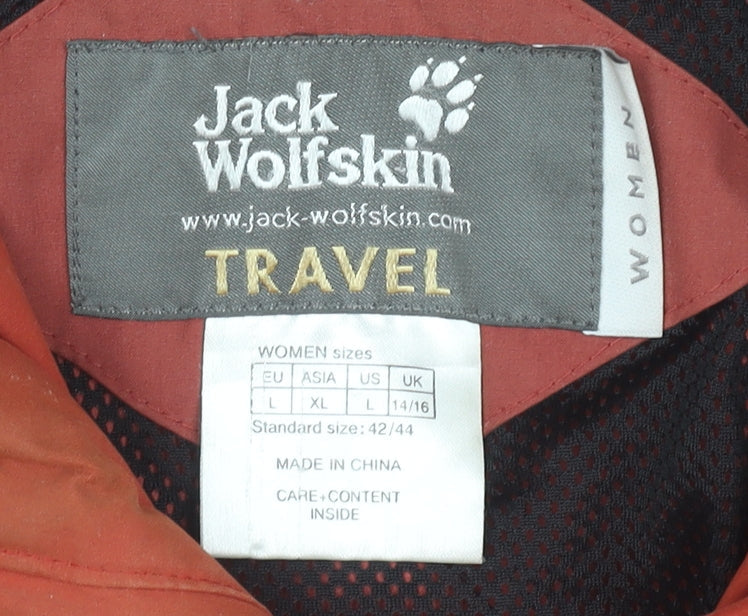 Jack
Wolfskin
www.jack-wolfskin.com
TRAVEL
WOMEN
WOMEN sizes
EU ASIA US UK
L XL L 14/16
Standard size: 42/44
MADE IN CHINA
CARE+CONTENT
INSIDE